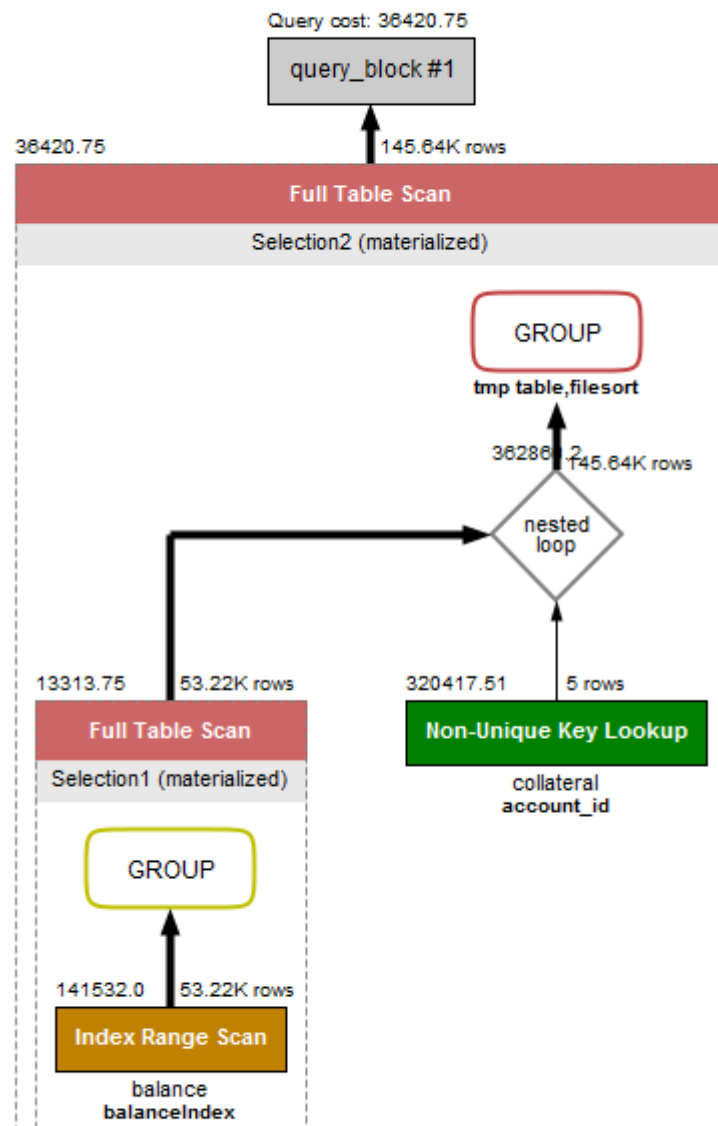 Query cost: 36420.75
query_block #1
36420.75
145.64K rows
Full Table Scan
Selection2 (materialized)
GROUP
tmp table,filesort
145.64K rows
nested
loop
13313.75
53.22K rows
320417.51
5 rows
Full Table Scan
Non-Unique Key Lookup
Selection1 (materialized)
collateral
account_id
GROUP
141532.0
53.22K rows
Index Range Scan
balance
balanceIndex